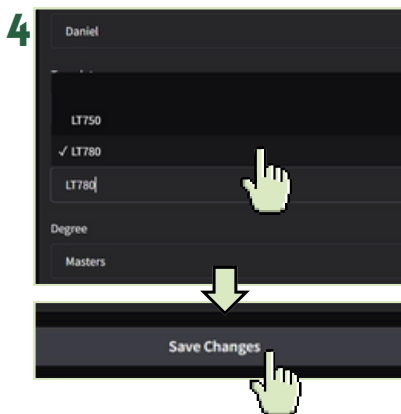 4
Daniel
LT750
✓ LT780
LT780
Degree
Masters
Save Changes